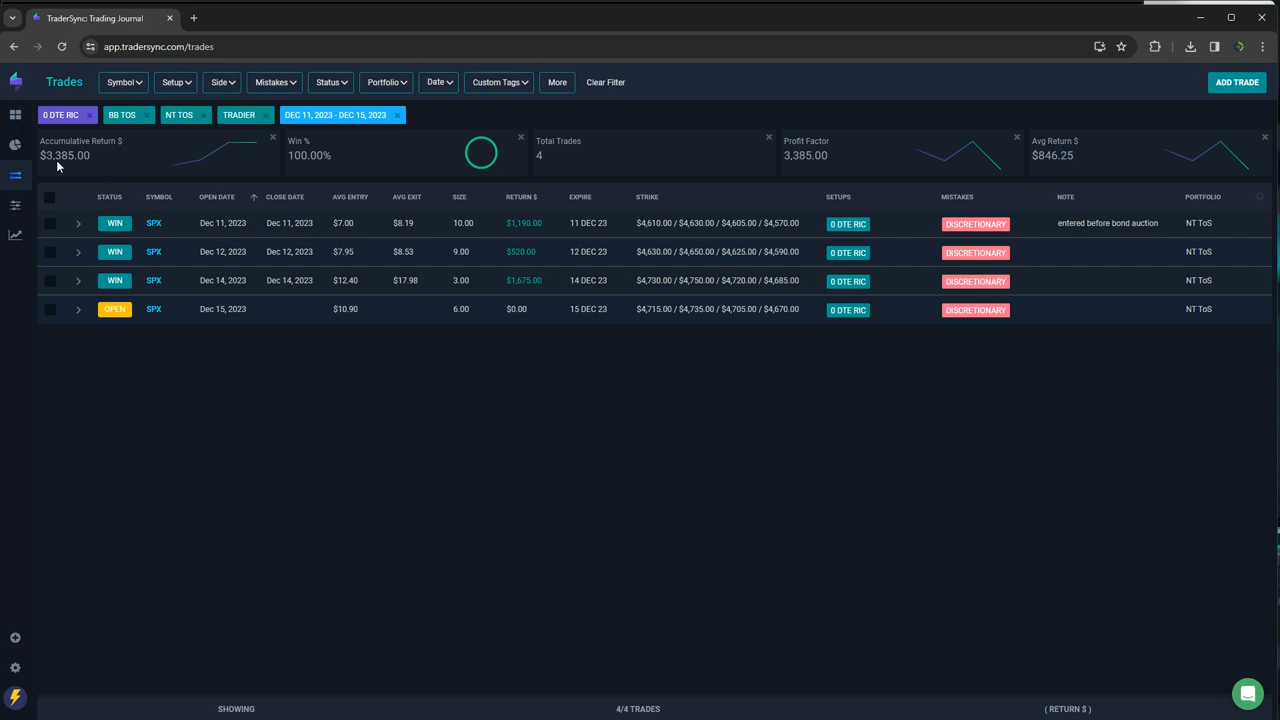 TraderSync: Trading Journal
app.tradersync.com/trades
Trades Symbol Setup Side Mistakes Status Portfolio Date Custom Tags More Clear Filter ADD TRADE
0 DTE RIC × BB TOS × NT TOS × TRADIER × DEC 11, 2023 - DEC 15, 2023 ×
Accumulative Return $ Win % Total Trades Profit Factor Avg Return $
$3,385.00 100.00% 4 3,385.00 $846.25
STATUS SYMBOL OPEN DATE CLOSE DATE AVG ENTRY AVG EXIT SIZE RETURN $ EXPIRE STRIKE SETUPS MISTAKES NOTE PORTFOLIO
WIN SPX Dec 11, 2023 Dec 11, 2023 $7.00 $8.19 10.00 $1,190.00 11 DEC 23 $4,610.00 / $4,630.00 / $4,605.00 / $4,570.00 0 DTE RIC DISCRETIONARY entered before bond auction NT ToS
WIN SPX Dec 12, 2023 Dec 12, 2023 $7.95 $8.53 9.00 $520.00 12 DEC 23 $4,630.00 / $4,650.00 / $4,625.00 / $4,590.00 0 DTE RIC DISCRETIONARY NT ToS
WIN SPX Dec 14, 2023 Dec 14, 2023 $12.40 $17.98 3.00 $1,675.00 14 DEC 23 $4,730.00 / $4,750.00 / $4,720.00 / $4,685.00 0 DTE RIC DISCRETIONARY NT ToS
OPEN SPX Dec 15, 2023 $10.90 6.00 $0.00 15 DEC 23 $4,715.00 / $4,735.00 / $4,705.00 / $4,670.00 0 DTE RIC DISCRETIONARY NT ToS
SHOWING 4/4 TRADES ( RETURN $ )